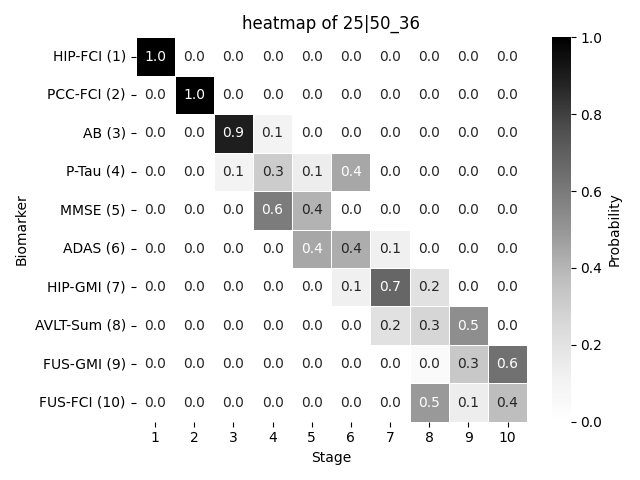 heatmap of 25|50_36
HIP-FCI (1) 1.0 0.0 0.0 0.0 0.0 0.0 0.0 0.0 0.0 0.0
PCC-FCI (2) 0.0 1.0 0.0 0.0 0.0 0.0 0.0 0.0 0.0 0.0
AB (3) 0.0 0.0 0.9 0.1 0.0 0.0 0.0 0.0 0.0 0.0
P-Tau (4) 0.0 0.0 0.1 0.3 0.1 0.4 0.0 0.0 0.0 0.0
MMSE (5) 0.0 0.0 0.0 0.6 0.4 0.0 0.0 0.0 0.0 0.0
ADAS (6) 0.0 0.0 0.0 0.0 0.4 0.4 0.1 0.0 0.0 0.0
HIP-GMI (7) 0.0 0.0 0.0 0.0 0.0 0.1 0.7 0.2 0.0 0.0
AVLT-Sum (8) 0.0 0.0 0.0 0.0 0.0 0.0 0.2 0.3 0.5 0.0
FUS-GMI (9) 0.0 0.0 0.0 0.0 0.0 0.0 0.0 0.0 0.3 0.6
FUS-FCI (10) 0.0 0.0 0.0 0.0 0.0 0.0 0.0 0.5 0.1 0.4
1 2 3 4 5 6 7 8 9 10
Stage
Biomarker
1.0
0.8
0.6
0.4
0.2
0.0
Probability